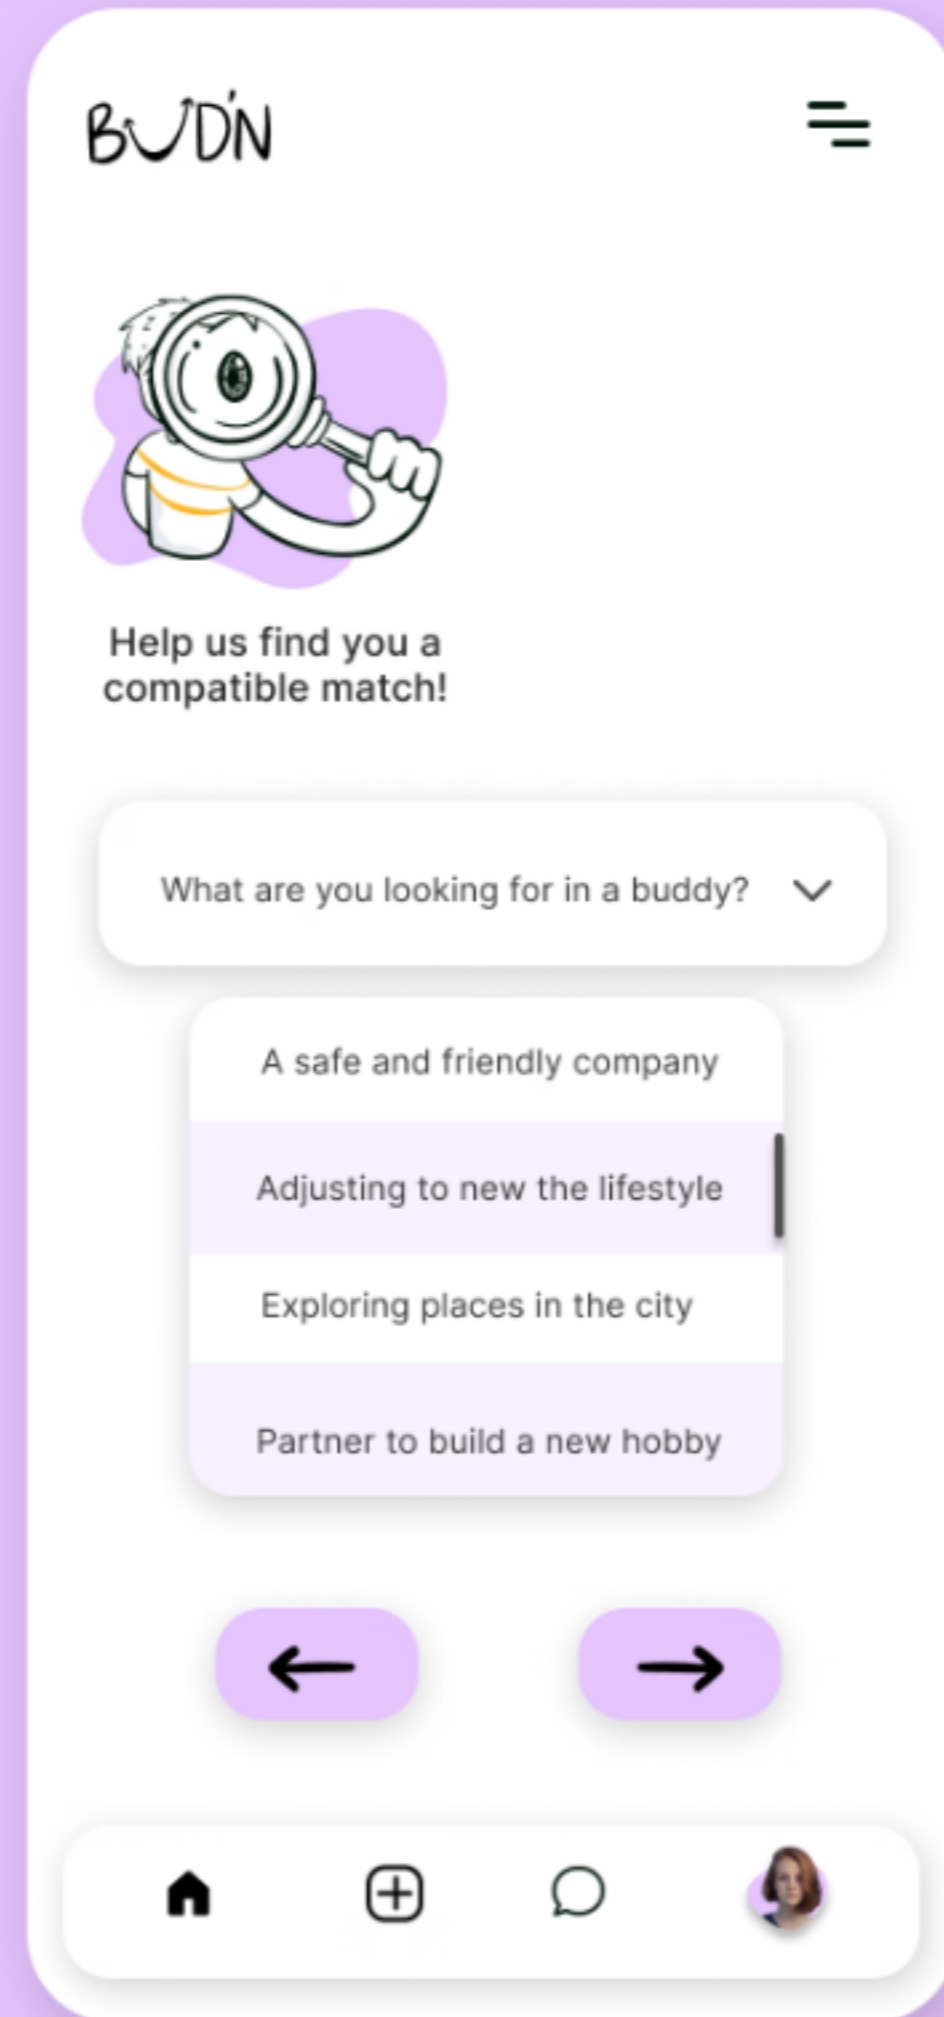 BUD'N
Help us find you a
compatible match!
What are you looking for in a buddy?
A safe and friendly company
Adjusting to new the lifestyle
Exploring places in the city
Partner to build a new hobby